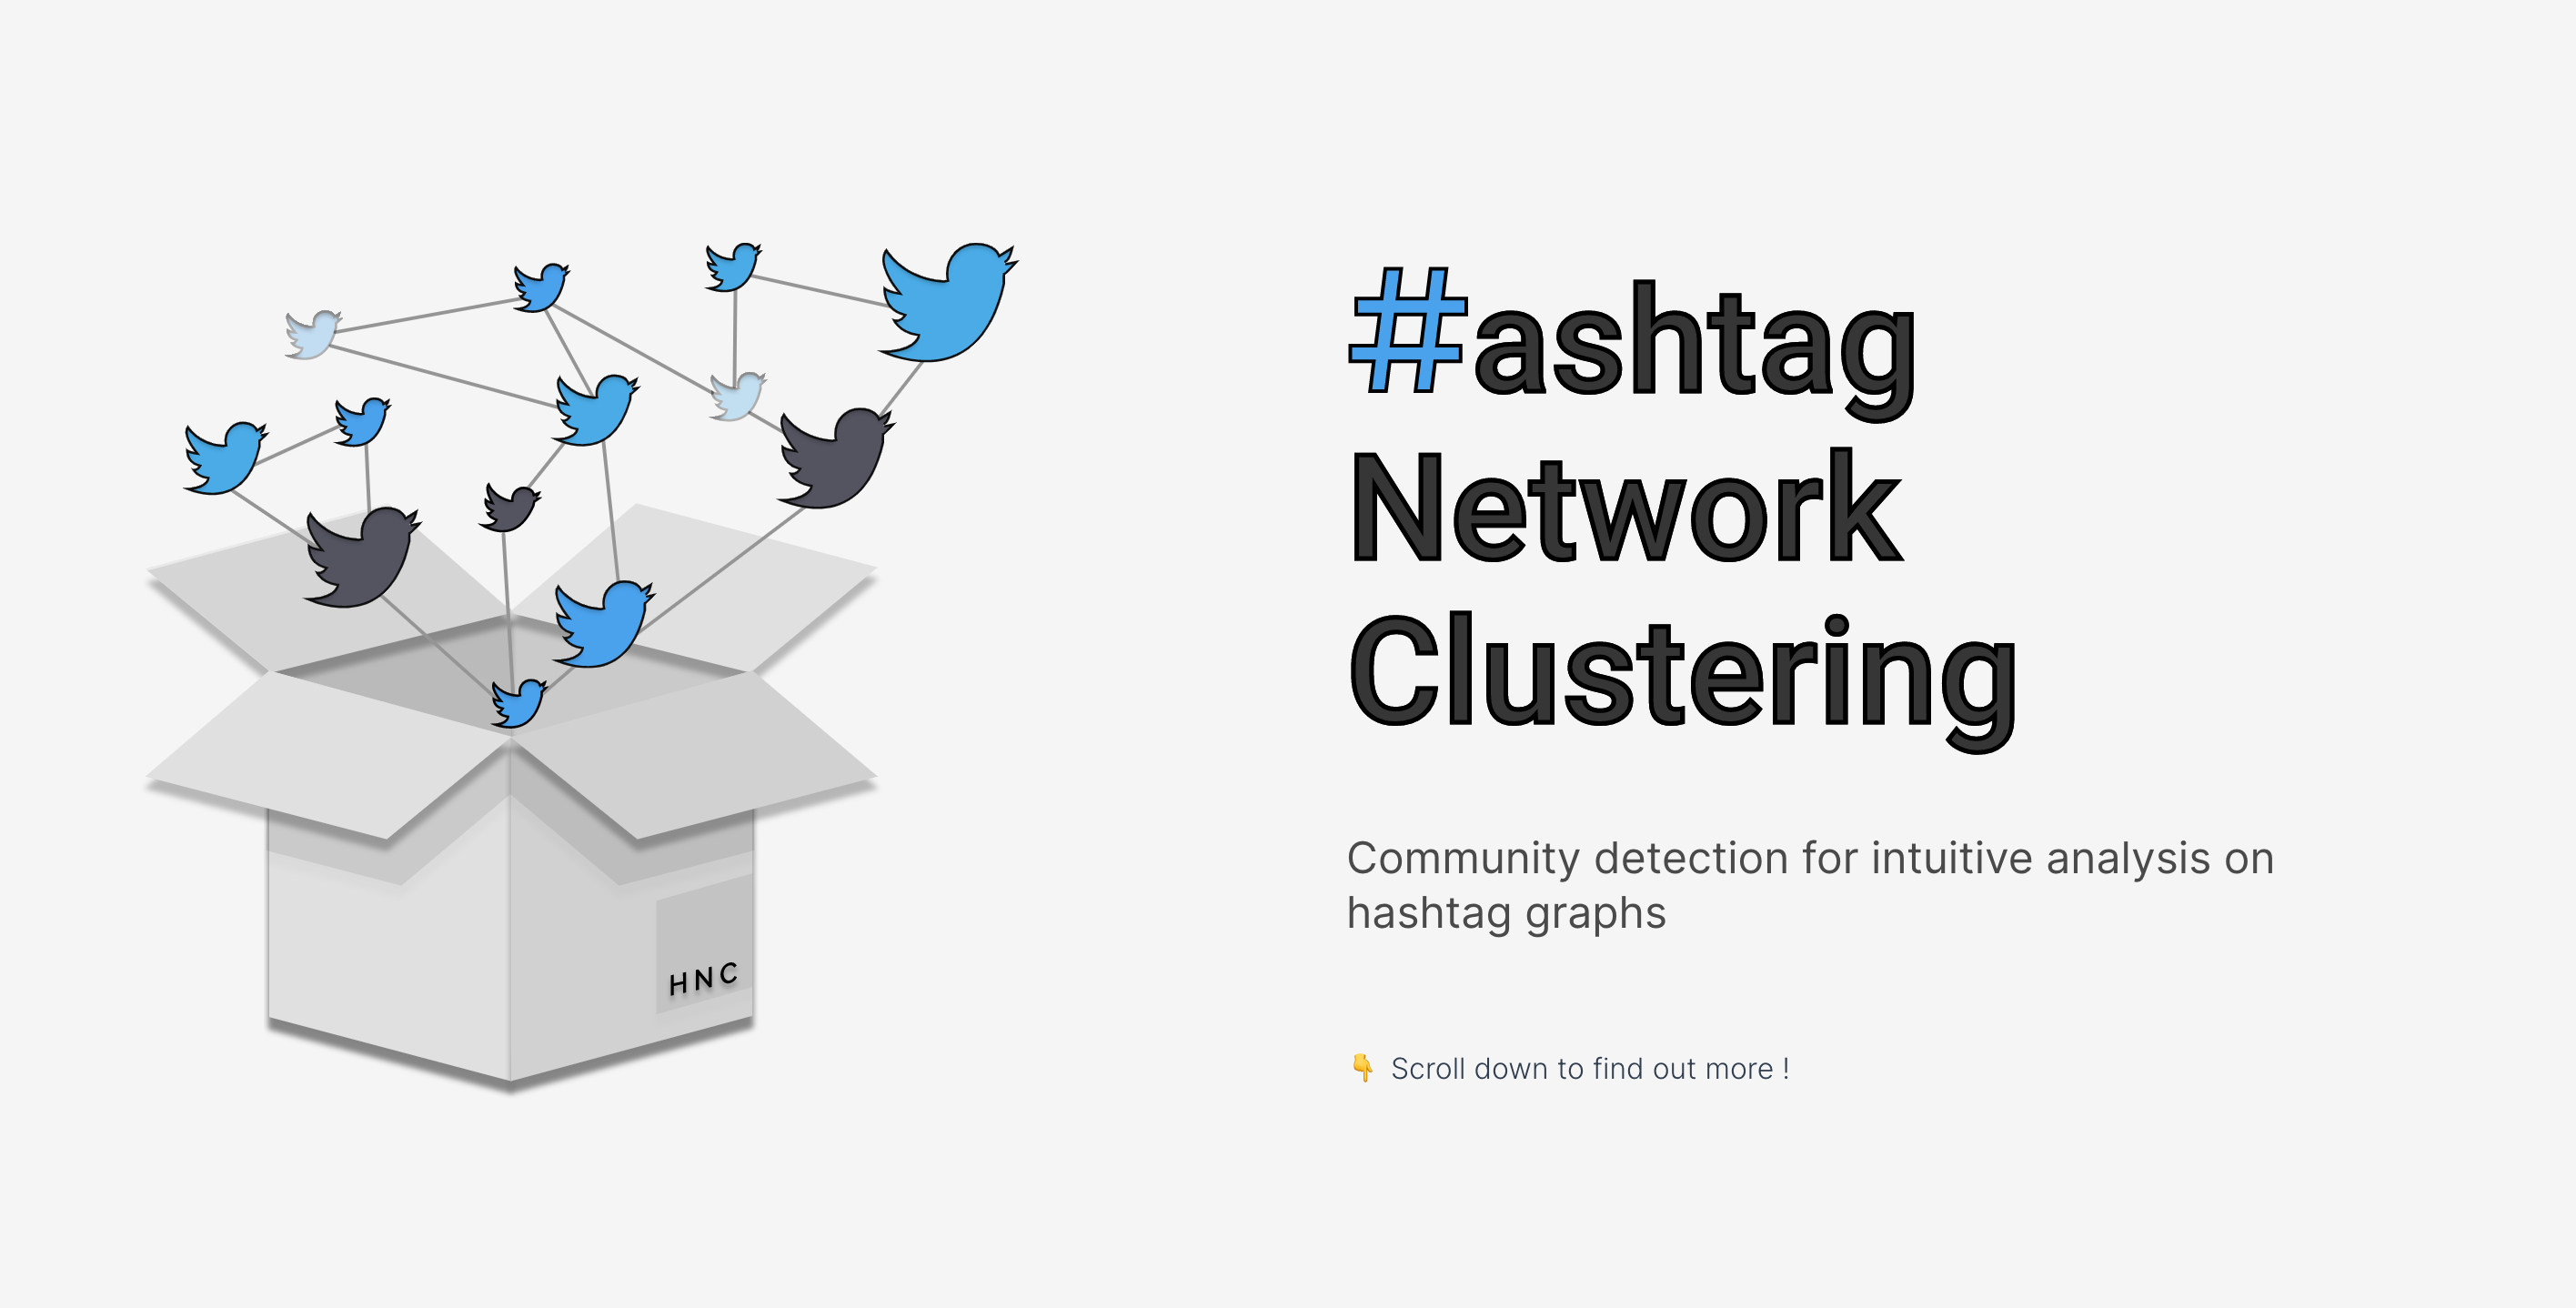 #ashtag
Network
Clustering
Community detection for intuitive analysis on
hashtag graphs
👇 Scroll down to find out more !
HNC